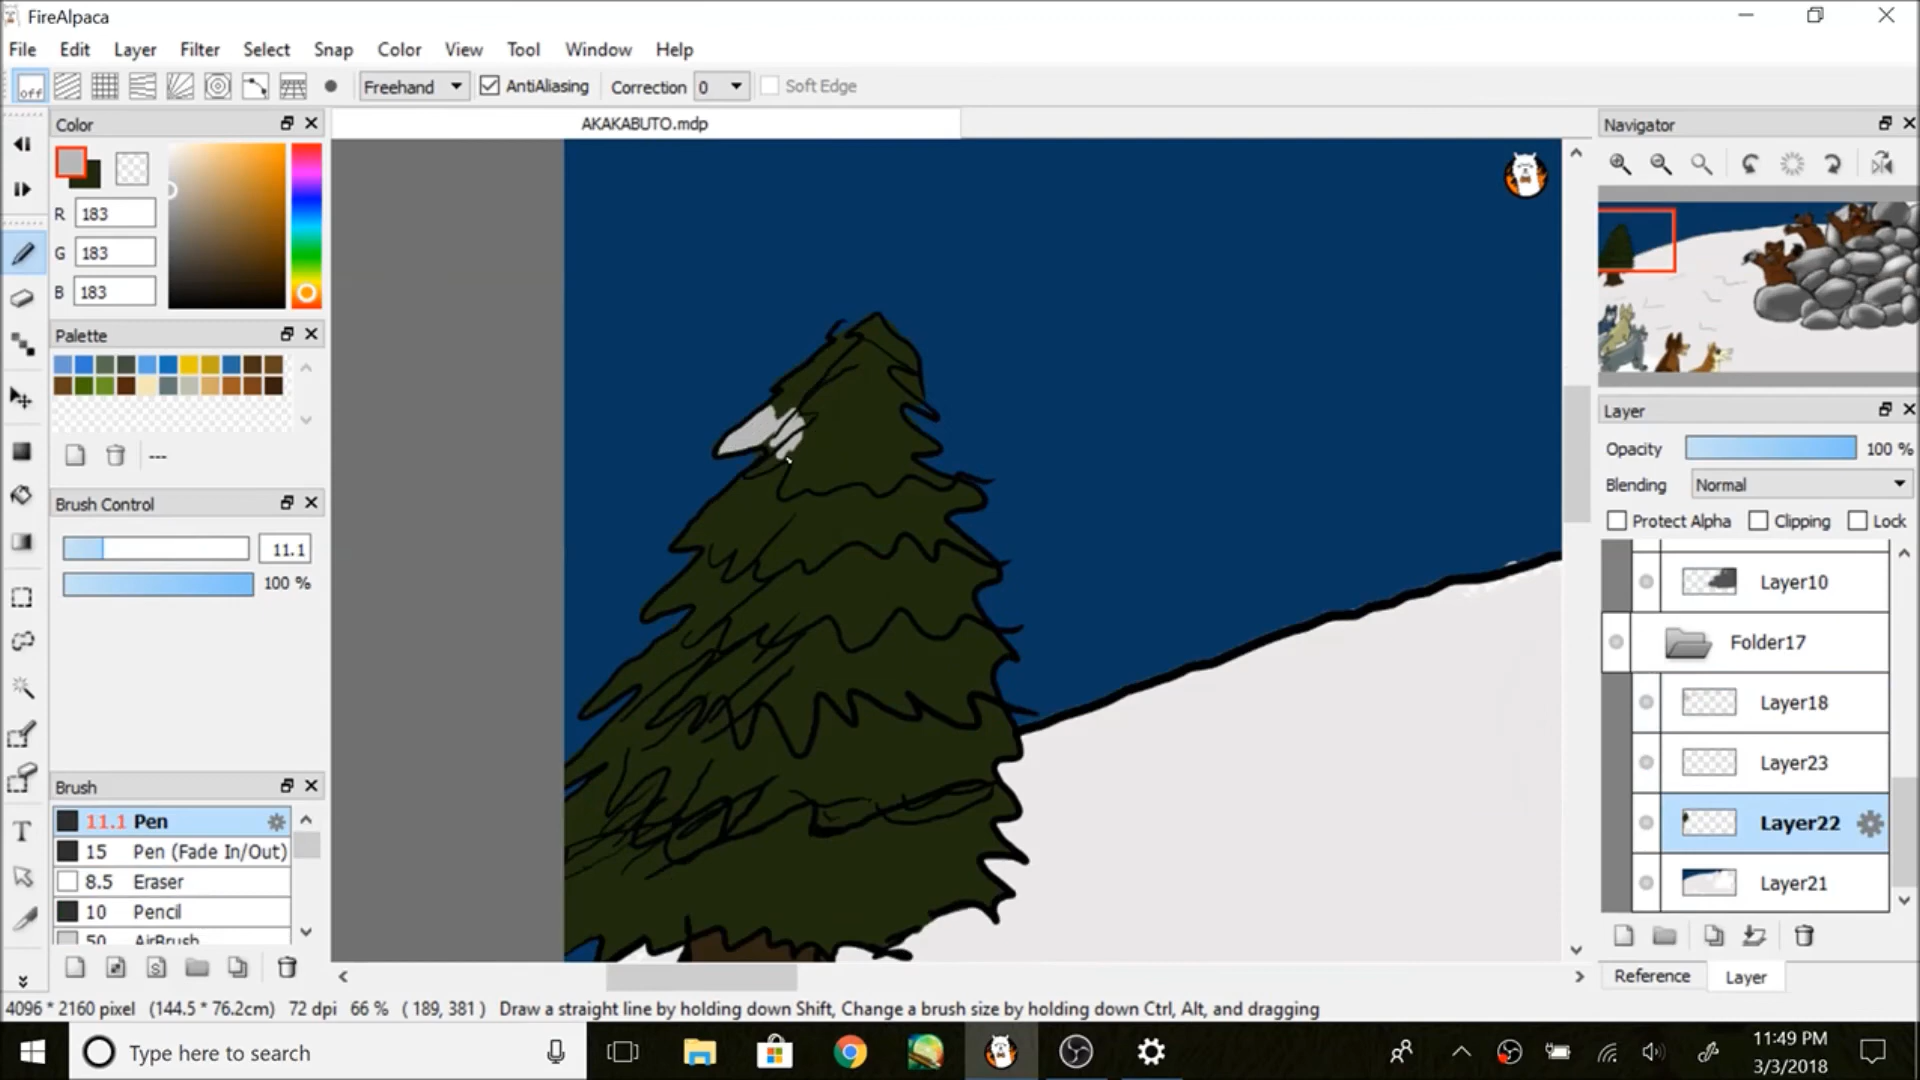 FireAlpaca
File Edit Layer Filter Select Snap Color View Tool Window Help
off Freehand AntiAliasing Correction 0 Soft Edge
Color
R 183
G 183
B 183
Palette
---
Brush Control
11.1
100 %
Brush
11.1 Pen
15 Pen (Fade In/Out)
8.5 Eraser
10 Pencil
50 AirBrush
T
AKAKABUTO.mdp
Navigator
Layer
Opacity 100 %
Blending Normal
Protect Alpha Clipping Lock
Layer10
Folder17
Layer18
Layer23
Layer22
Layer21
Reference Layer
4096 * 2160 pixel (144.5 * 76.2cm) 72 dpi 66 % ( 189, 381 ) Draw a straight line by holding down Shift, Change a brush size by holding down Ctrl, Alt, and dragging
Type here to search
11:49 PM
3/3/2018